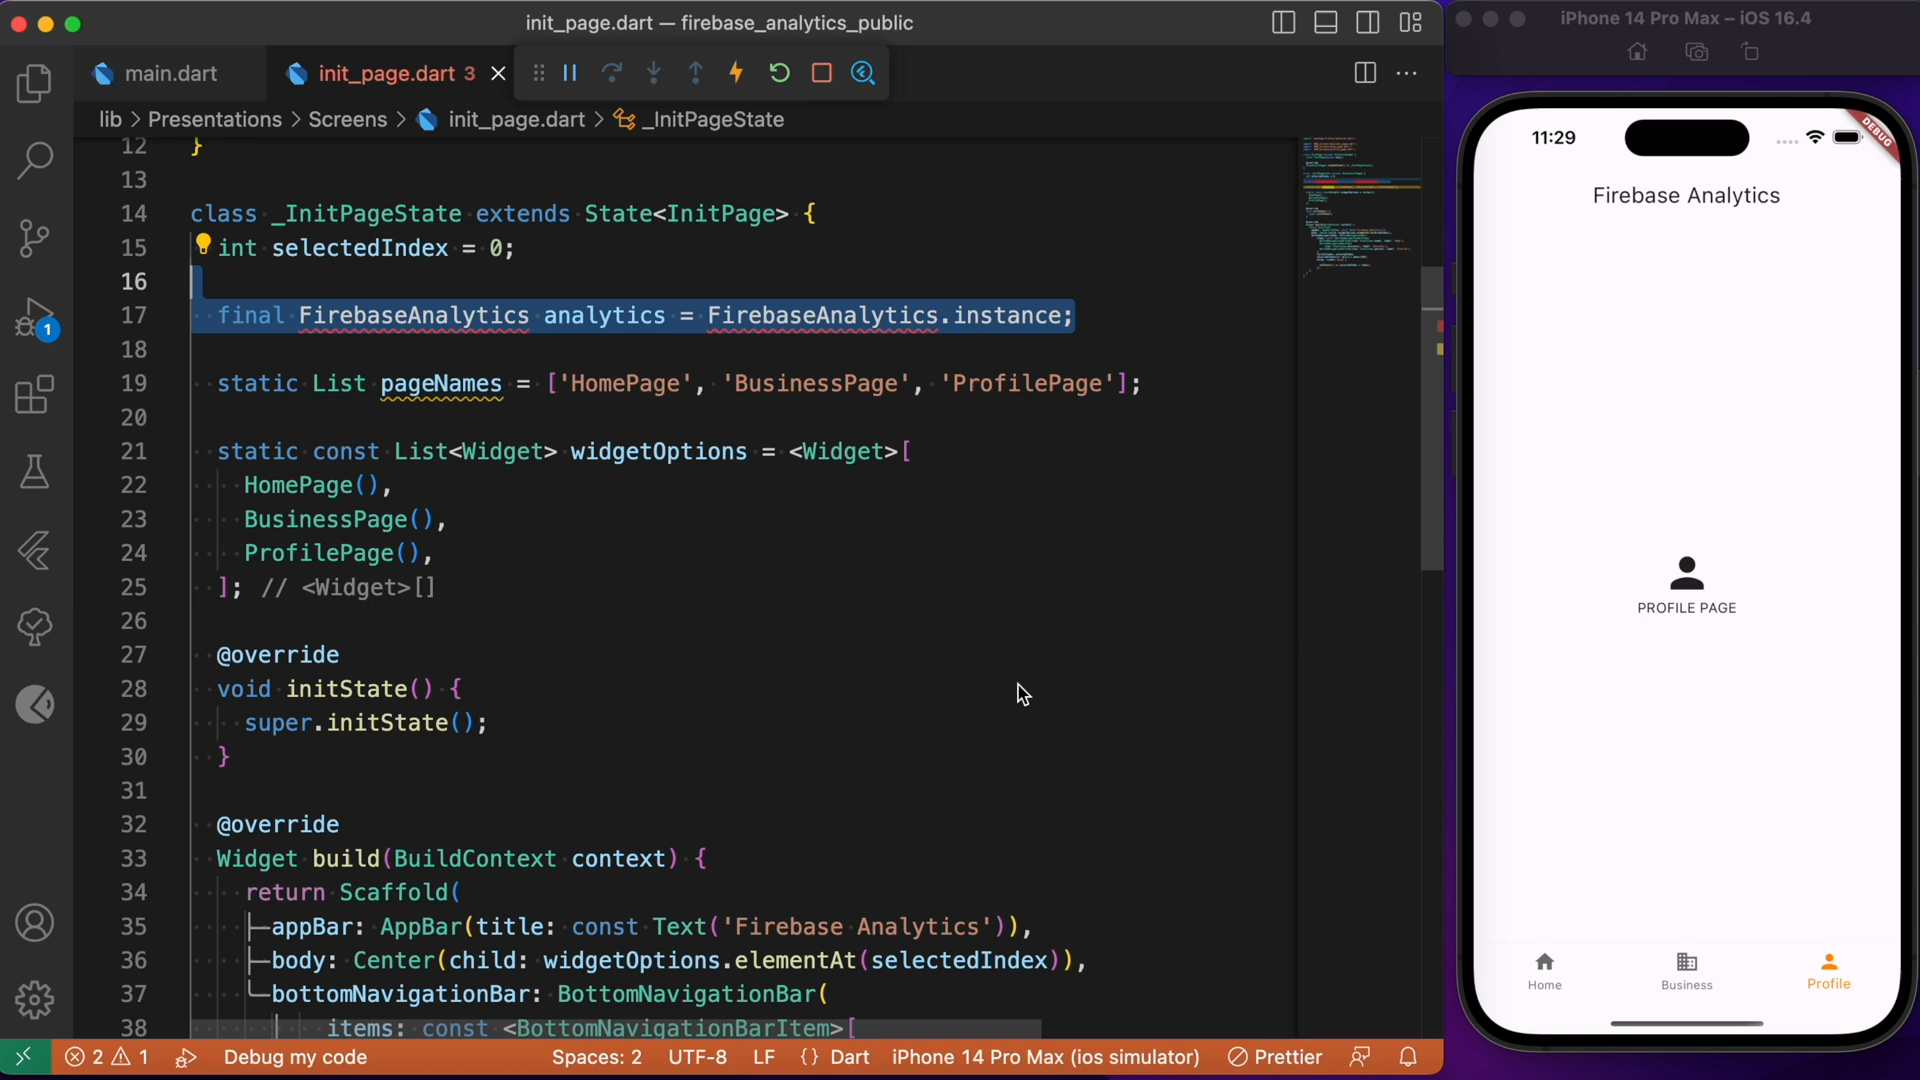 init_page.dart — firebase_analytics_public
main.dart
init_page.dart 3
lib > Presentations > Screens > init_page.dart > _InitPageState
12 }
13
14 class _InitPageState extends State<InitPage> {
15 int selectedIndex = 0;
16
17 final FirebaseAnalytics analytics = FirebaseAnalytics.instance;
18
19 static List pageNames = ['HomePage', 'BusinessPage', 'ProfilePage'];
20
21 static const List<Widget> widgetOptions = <Widget>[
22 HomePage(),
23 BusinessPage(),
24 ProfilePage(),
25 ]; // <Widget>[]
26
27 @override
28 void initState() {
29 super.initState();
30 }
31
32 @override
33 Widget build(BuildContext context) {
34 return Scaffold(
35 appBar: AppBar(title: const Text('Firebase Analytics')),
36 body: Center(child: widgetOptions.elementAt(selectedIndex)),
37 bottomNavigationBar: BottomNavigationBar(
38 items: const <BottomNavigationBarItem>[
1
2 1 Debug my code Spaces: 2 UTF-8 LF {} Dart iPhone 14 Pro Max (ios simulator) Prettier
iPhone 14 Pro Max – iOS 16.4
11:29
DEBUG
Firebase Analytics
PROFILE PAGE
Home Business Profile